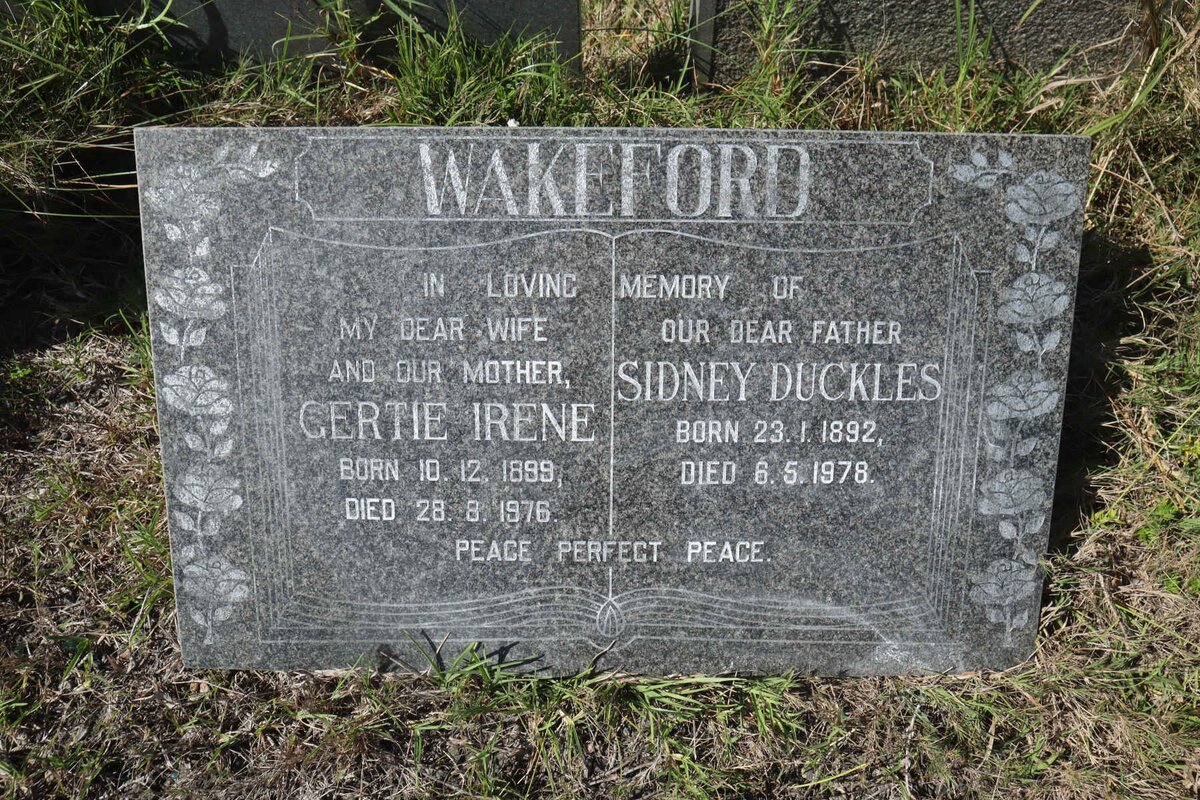 WAKEFORD
IN LOVING MEMORY OF
MY DEAR WIFE
AND OUR MOTHER,
GERTIE IRENE
BORN 10. 12. 1899,
DIED 28. 8. 1976.
OUR DEAR FATHER
SIDNEY DUCKLES
BORN 23. 1. 1892,
DIED 6. 5. 1978.
PEACE PERFECT PEACE.